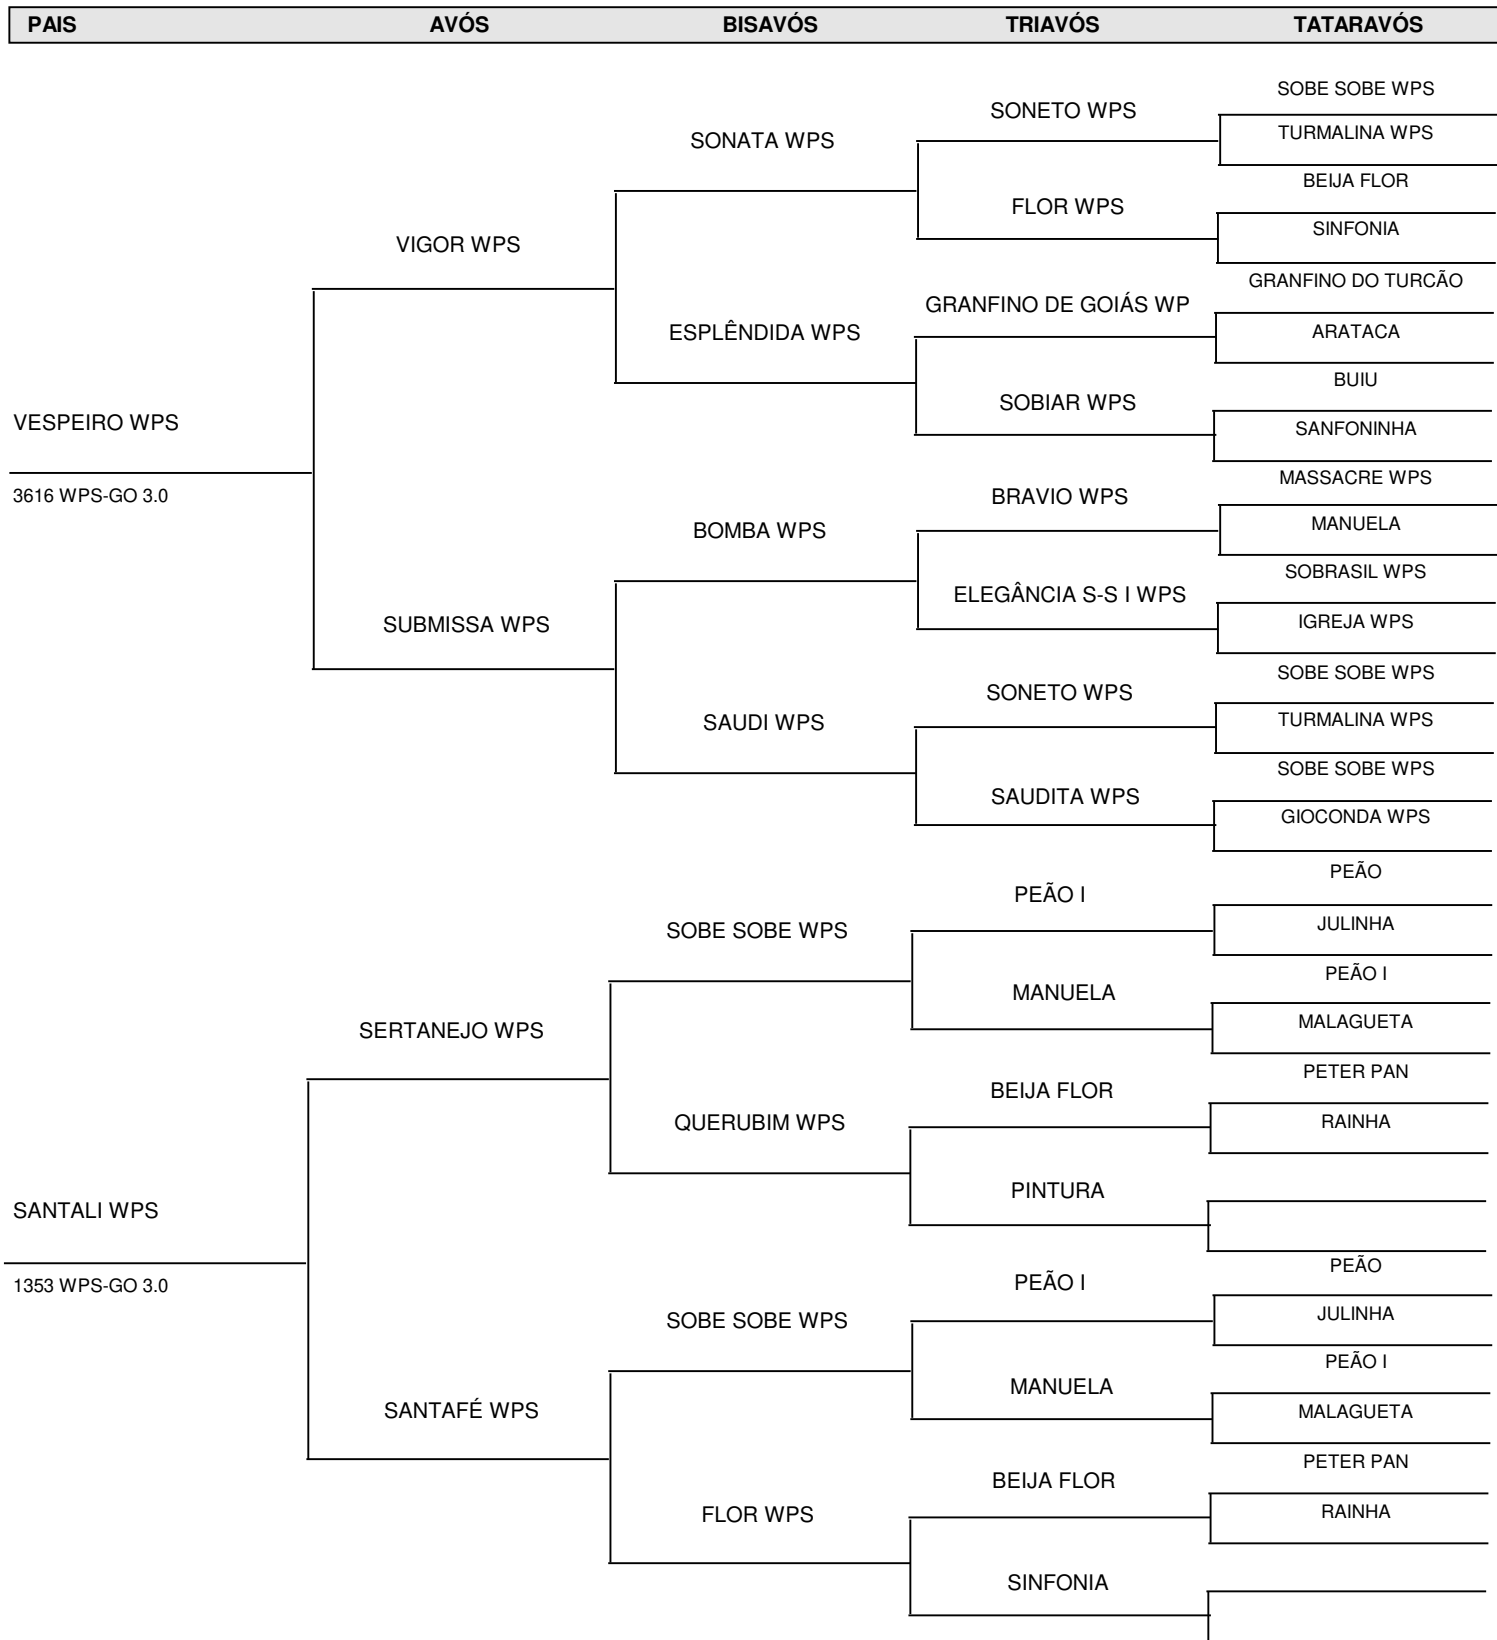 PAIS AVÓS BISAVÓS TRIAVÓS TATARAVÓS
SOBE SOBE WPS
SONETO WPS
TURMALINA WPS
SONATA WPS
BEIJA FLOR
FLOR WPS
SINFONIA
VIGOR WPS
GRANFINO DO TURCÃO
GRANFINO DE GOIÁS WP
ARATACA
ESPLÊNDIDA WPS
BUIU
SOBIAR WPS
SANFONINHA
VESPEIRO WPS
3616 WPS-GO 3.0
MASSACRE WPS
BRAVIO WPS
MANUELA
BOMBA WPS
SOBRASIL WPS
ELEGÂNCIA S-S I WPS
IGREJA WPS
SUBMISSA WPS
SOBE SOBE WPS
SONETO WPS
TURMALINA WPS
SAUDI WPS
SOBE SOBE WPS
SAUDITA WPS
GIOCONDA WPS
PEÃO
PEÃO I
JULINHA
SOBE SOBE WPS
PEÃO I
MANUELA
MALAGUETA
SERTANEJO WPS
PETER PAN
BEIJA FLOR
RAINHA
QUERUBIM WPS
PINTURA
SANTALI WPS
1353 WPS-GO 3.0
PEÃO
PEÃO I
JULINHA
SOBE SOBE WPS
PEÃO I
MANUELA
MALAGUETA
SANTAFÉ WPS
PETER PAN
BEIJA FLOR
RAINHA
FLOR WPS
SINFONIA